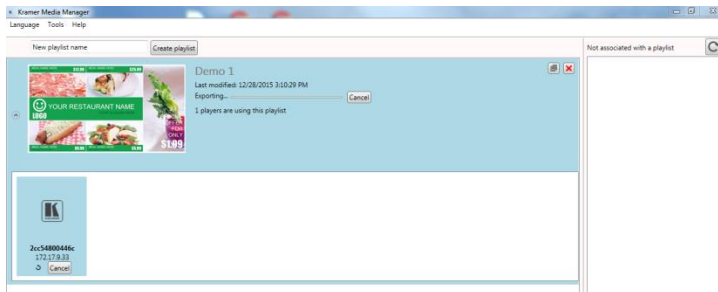 Kramer Media Manager
Language Tools Help
New playlist name
Create playlist
Not associated with a playlist
Demo 1
Last modified: 12/28/2015 3:10:29 PM
Exporting...
Cancel
1 players are using this playlist
YOUR RESTAURANT NAME
LOGO
FOR
ONLY
$1.99
K
2cc54800446c
172.17.9.33
Cancel